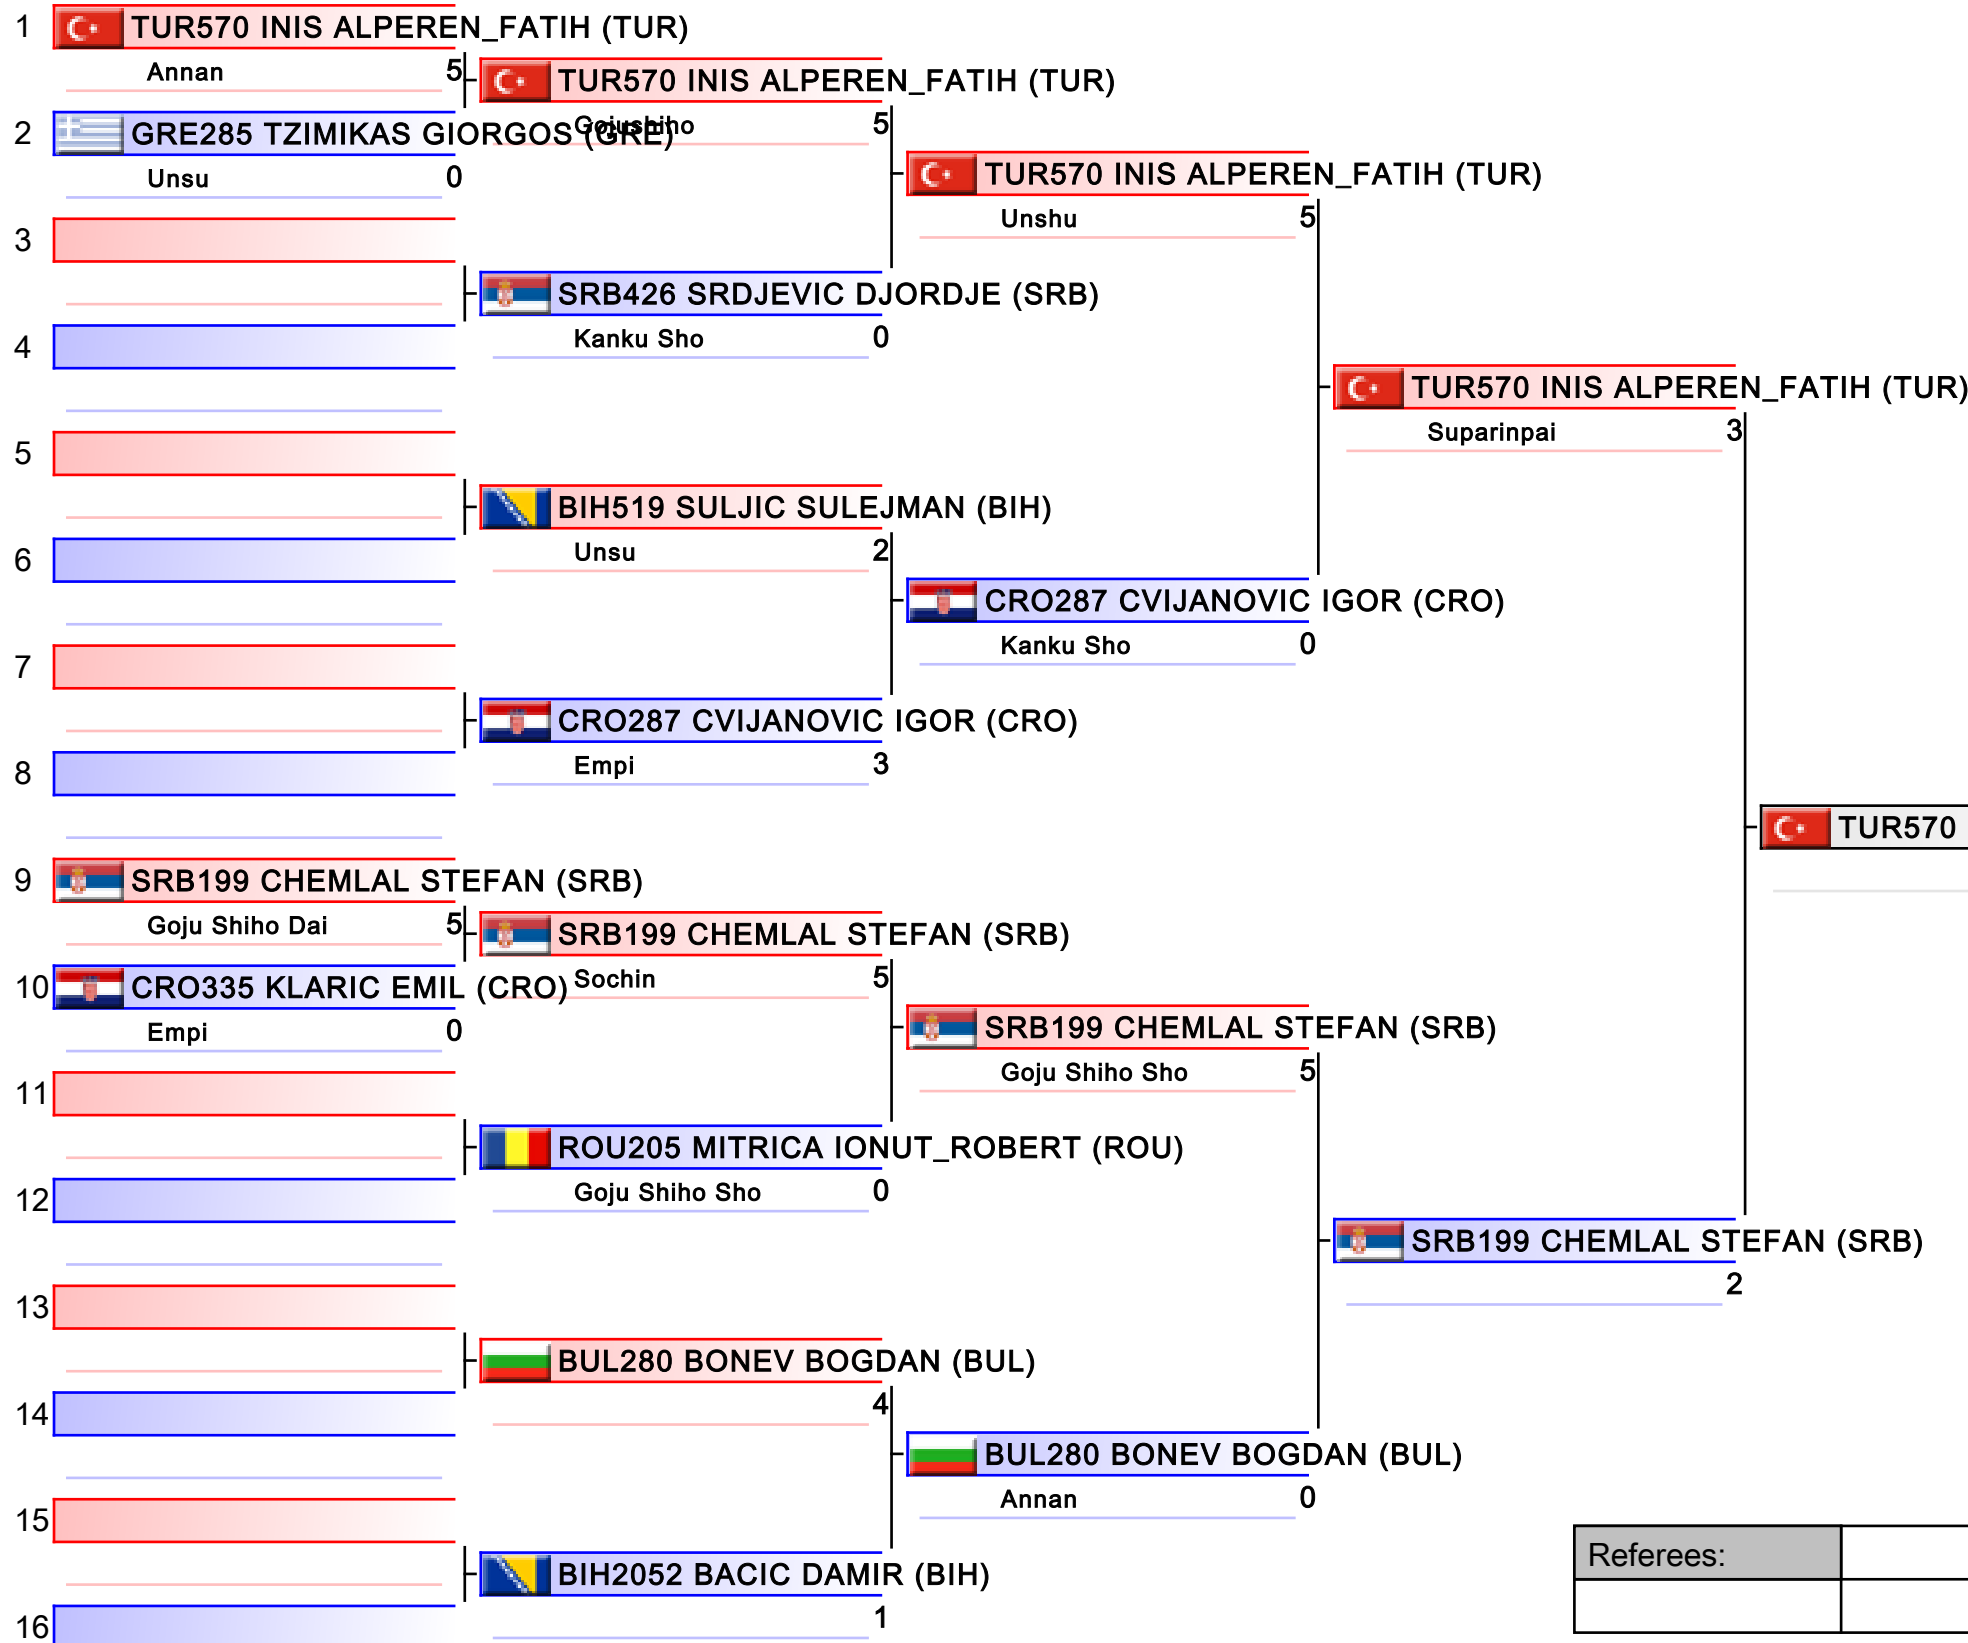 1 TUR570 INIS ALPEREN_FATIH (TUR)
Annan 5
TUR570 INIS ALPEREN_FATIH (TUR)
Gojushiho 5
2 GRE285 TZIMIKAS GIORGOS (GRE)
Unsu 0
TUR570 INIS ALPEREN_FATIH (TUR)
Unshu 5
3
SRB426 SRDJEVIC DJORDJE (SRB)
Kanku Sho 0
4
TUR570 INIS ALPEREN_FATIH (TUR)
Suparinpai 3
5
BIH519 SULJIC SULEJMAN (BIH)
Unsu 2
6
CRO287 CVIJANOVIC IGOR (CRO)
Kanku Sho 0
7
CRO287 CVIJANOVIC IGOR (CRO)
Empi 3
8
TUR570
9 SRB199 CHEMLAL STEFAN (SRB)
Goju Shiho Dai 5
SRB199 CHEMLAL STEFAN (SRB)
Sochin 5
10 CRO335 KLARIC EMIL (CRO)
Empi 0
SRB199 CHEMLAL STEFAN (SRB)
Goju Shiho Sho 5
11
ROU205 MITRICA IONUT_ROBERT (ROU)
Goju Shiho Sho 0
12
SRB199 CHEMLAL STEFAN (SRB)
2
13
BUL280 BONEV BOGDAN (BUL)
4
14
BUL280 BONEV BOGDAN (BUL)
Annan 0
15
BIH2052 BACIC DAMIR (BIH)
1
16
Referees: